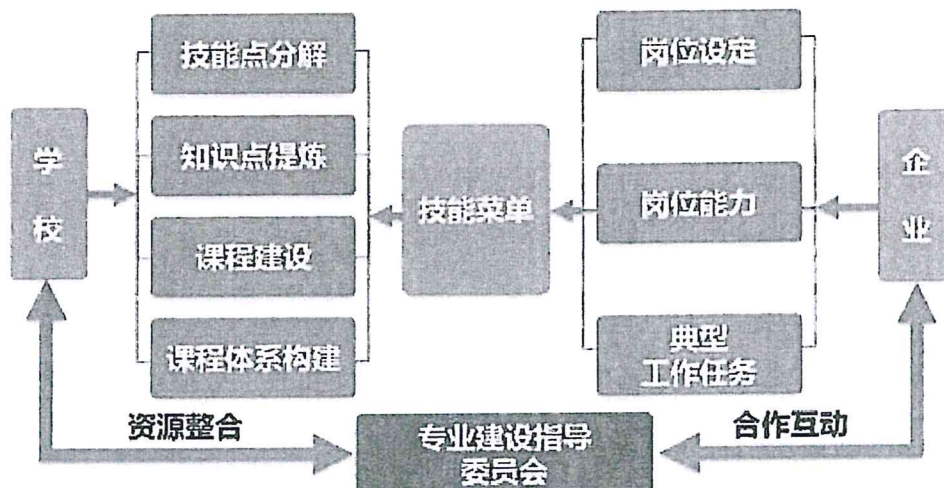 学
校
技能点分解
知识点提炼
课程建设
课程体系构建
技能菜单
岗位设定
岗位能力
典型
工作任务
企
业
资源整合
专业建设指导
委员会
合作互动